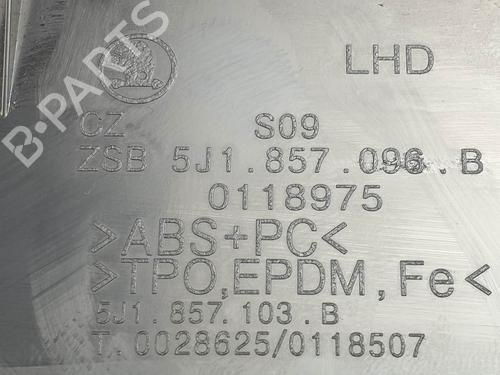 LHD
CZ S09
ZSB 5J1.857.096.B
0118975
>ABS+PC<
>TPO,EPDM,Fe<
5J1.857.103.B
T.0028625/0118507
B-PARTS